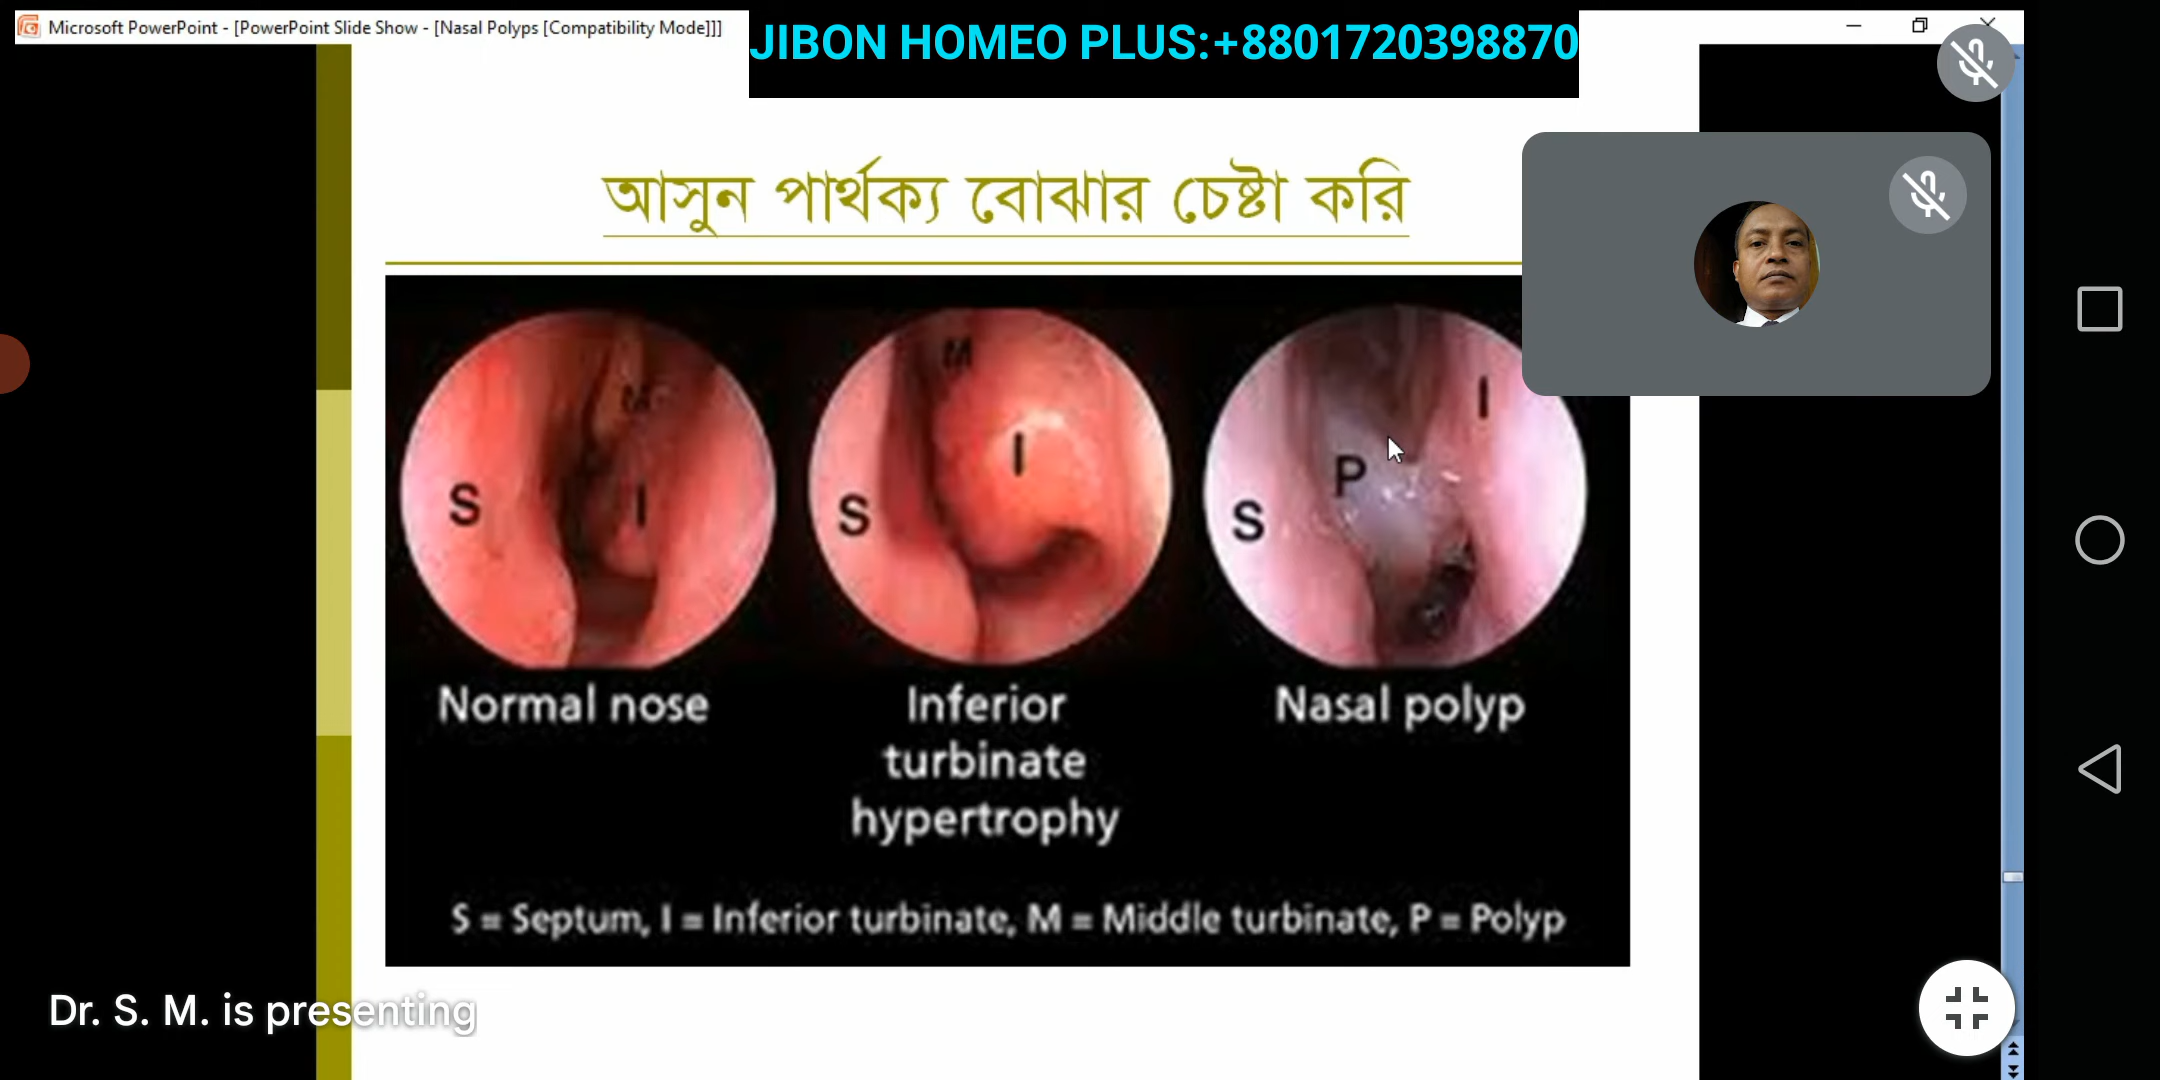 Microsoft PowerPoint - [PowerPoint Slide Show - [Nasal Polyps [Compatibility Mode]]]
JIBON HOMEO PLUS:+8801720398870
আসুন পার্থক্য বোঝার চেষ্টা করি
S M I
S M I
S P I
Normal nose
Inferior
turbinate
hypertrophy
Nasal polyp
S = Septum, I = Inferior turbinate, M = Middle turbinate, P = Polyp
Dr. S. M. is presenting